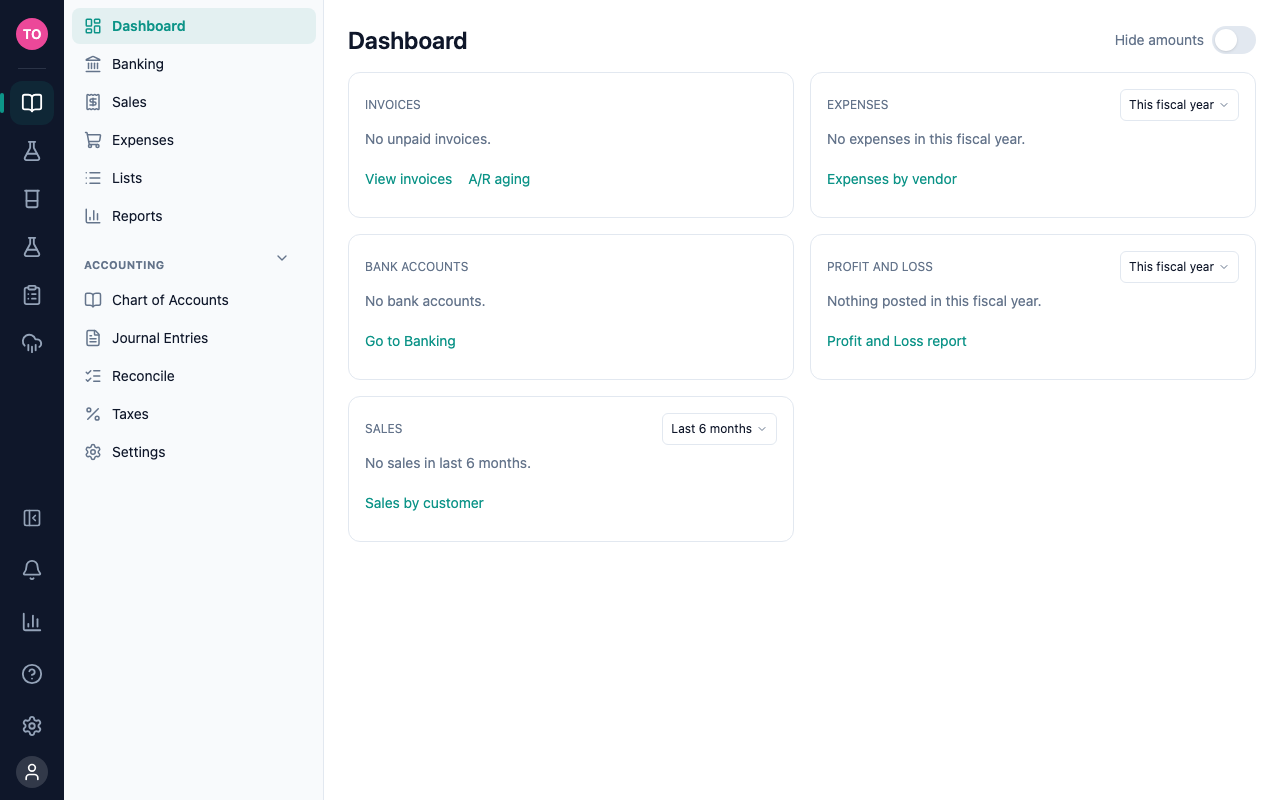 TO
Dashboard
Banking
Sales
Expenses
Lists
Reports
ACCOUNTING
Chart of Accounts
Journal Entries
Reconcile
Taxes
Settings
Dashboard
Hide amounts
INVOICES
No unpaid invoices.
View invoices A/R aging
EXPENSES
This fiscal year
No expenses in this fiscal year.
Expenses by vendor
BANK ACCOUNTS
No bank accounts.
Go to Banking
PROFIT AND LOSS
This fiscal year
Nothing posted in this fiscal year.
Profit and Loss report
SALES
Last 6 months
No sales in last 6 months.
Sales by customer